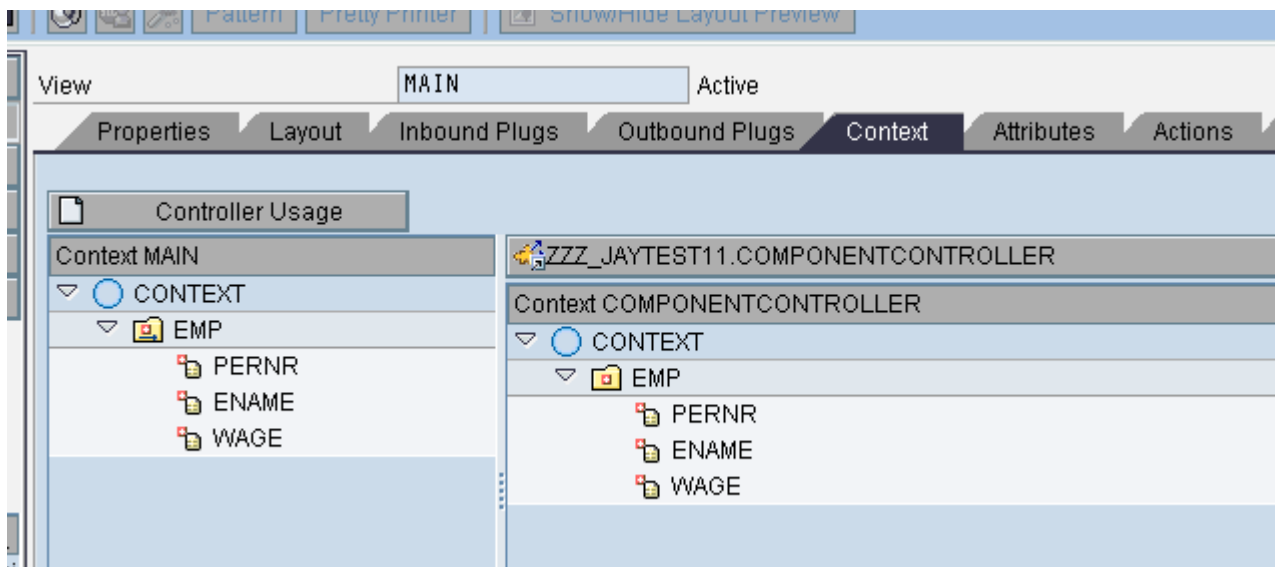 Pattern Pretty Printer Show/Hide Layout Preview
View MAIN Active
Properties Layout Inbound Plugs Outbound Plugs Context Attributes Actions
Controller Usage
Context MAIN
CONTEXT
EMP
PERNR
ENAME
WAGE
ZZZ_JAYTEST11.COMPONENTCONTROLLER
Context COMPONENTCONTROLLER
CONTEXT
EMP
PERNR
ENAME
WAGE